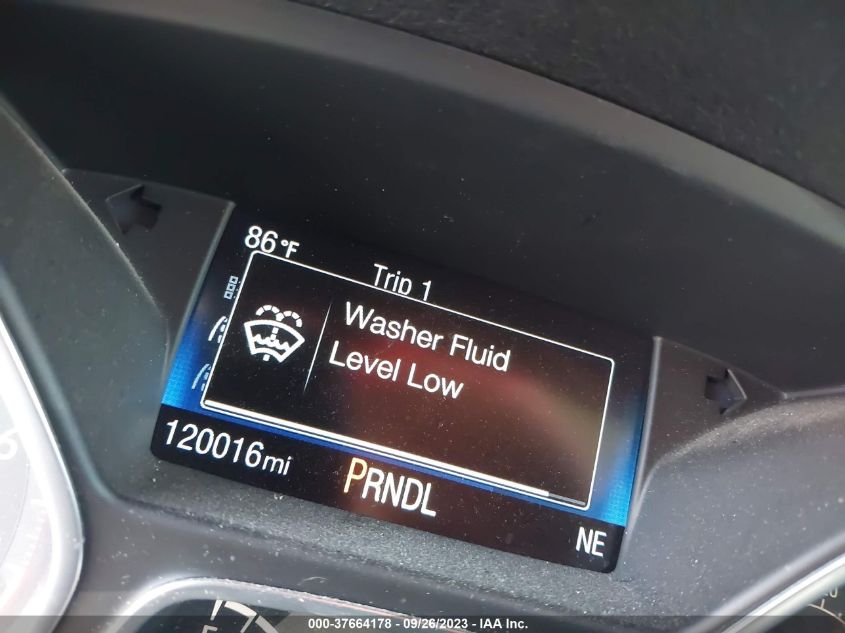 86°F
Trip 1
Washer Fluid
Level Low
120016mi
PRNDL
NE
000-37664178 - 09/26/2023 - IAA Inc.